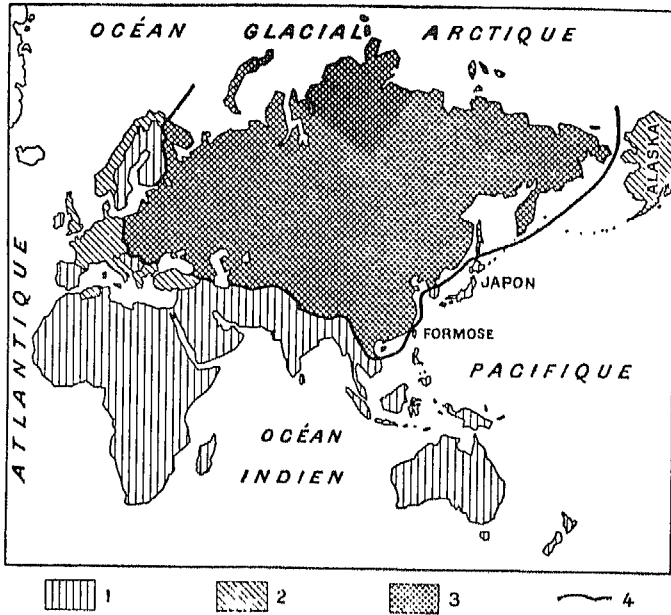 OCÉAN GLACIAL ARCTIQUE
ALASKA
ATLANTIQUE
JAPON
FORMOSE
PACIFIQUE
OCÉAN
INDIEN
1 2 3 4